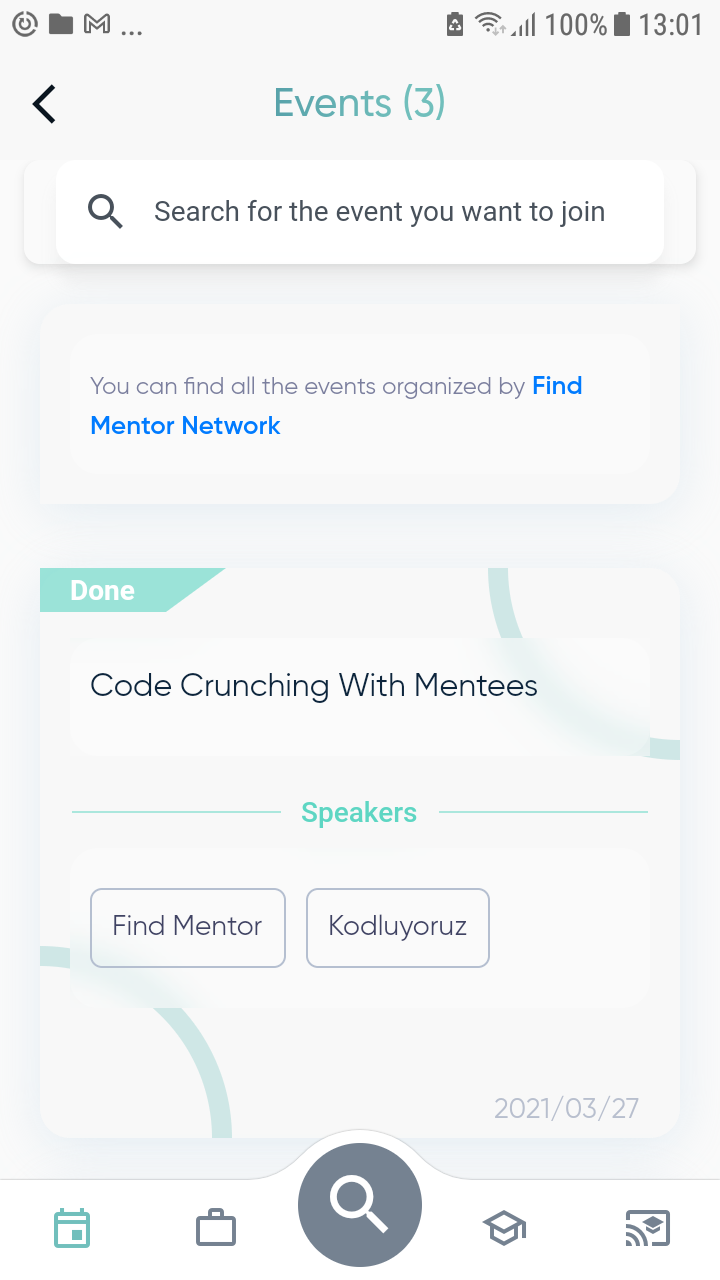 ... 100% 13:01
Events (3)
Search for the event you want to join
You can find all the events organized by Find
Mentor Network
Done
Code Crunching With Mentees
Speakers
Find Mentor Kodluyoruz
2021/03/27